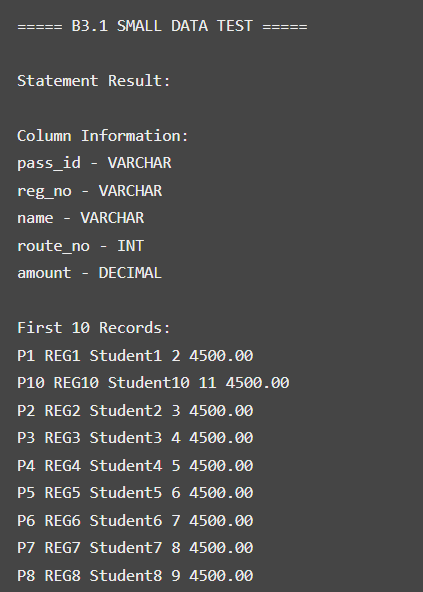 ===== B3.1 SMALL DATA TEST =====
Statement Result:
Column Information:
pass_id - VARCHAR
reg_no - VARCHAR
name - VARCHAR
route_no - INT
amount - DECIMAL
First 10 Records:
P1 REG1 Student1 2 4500.00
P10 REG10 Student10 11 4500.00
P2 REG2 Student2 3 4500.00
P3 REG3 Student3 4 4500.00
P4 REG4 Student4 5 4500.00
P5 REG5 Student5 6 4500.00
P6 REG6 Student6 7 4500.00
P7 REG7 Student7 8 4500.00
P8 REG8 Student8 9 4500.00